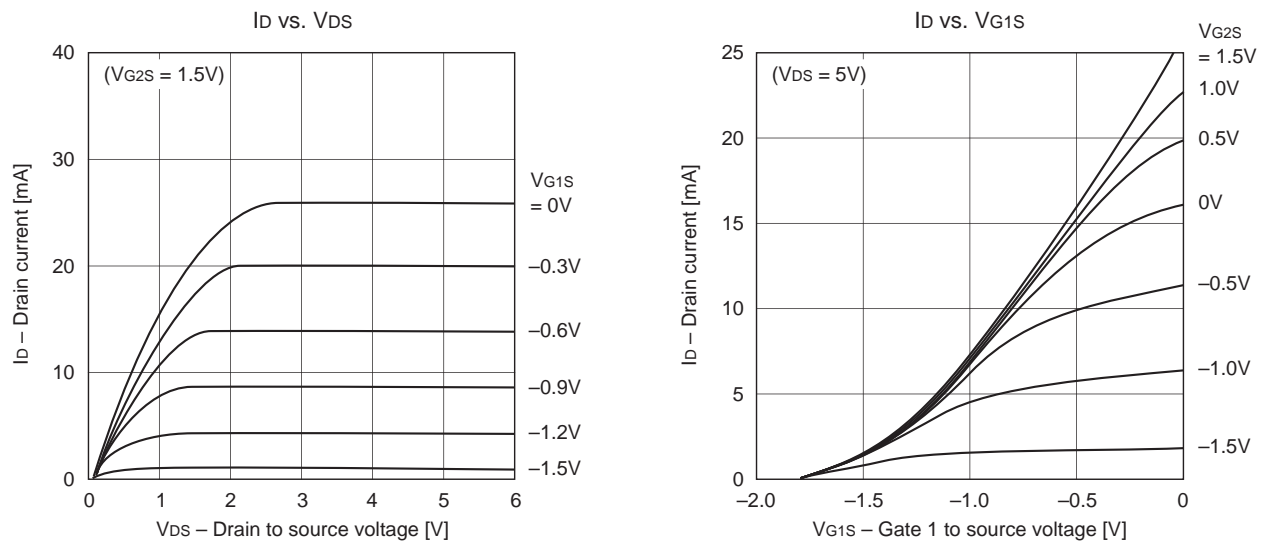 ID vs. VDS
(VG2S = 1.5V)
40
30
20
10
0
ID – Drain current [mA]
0
1
2
3
4
5
6
VDS – Drain to source voltage [V]
VG1S
= 0V
–0.3V
–0.6V
–0.9V
–1.2V
–1.5V
ID vs. VG1S
(VDS = 5V)
25
20
15
10
5
0
ID – Drain current [mA]
–2.0
–1.5
–1.0
–0.5
0
VG1S – Gate 1 to source voltage [V]
VG2S
= 1.5V
1.0V
0.5V
0V
–0.5V
–1.0V
–1.5V